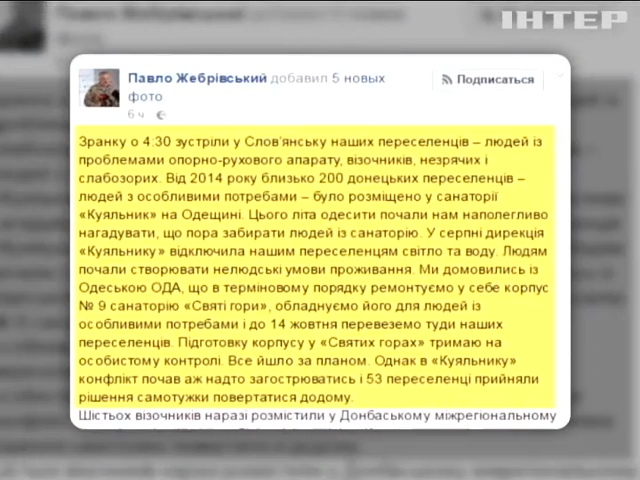 ІНТЕР
Павло Жебрівський добавил 5 новых
фото
6 ч
Подписаться
Зранку о 4:30 зустріли у Слов'янську наших переселенців – людей із
проблемами опорно-рухового апарату, візочників, незрячих і
слабозорих. Від 2014 року близько 200 донецьких переселенців –
людей з особливими потребами – було розміщено у санаторії
«Куяльник» на Одещині. Цього літа одесити почали нам наполегливо
нагадувати, що пора забирати людей із санаторію. У серпні дирекція
«Куяльнику» відключила нашим переселенцям світло та воду. Людям
почали створювати нелюдські умови проживання. Ми домовились із
Одеською ОДА, що в терміновому порядку ремонтуємо у себе корпус
№ 9 санаторію «Святі гори», обладнуємо його для людей із
особливими потребами і до 14 жовтня перевеземо туди наших
переселенців. Підготовку корпусу у «Святих горах» тримаю на
особистому контролі. Все йшло за планом. Однак в «Куяльнику»
конфлікт почав аж надто загострюватись і 53 переселенці прийняли
рішення самотужки повертатися додому.
Шістьох візочників наразі розмістили у Донбаському міжрегіональному